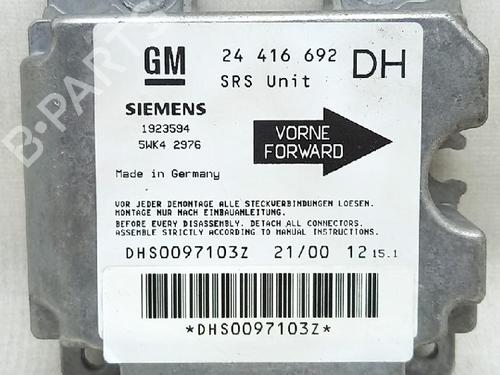 GM 24 416 692 DH
SRS Unit
SIEMENS
1923594
5WK4 2976
VORNE
FORWARD
Made in Germany
VOR JEDER DEMONTAGE ALLE STECKVERBINDUNGEN LOESEN.
MONTAGE NUR NACH EINBAUANLEITUNG.
BEFORE EVERY DISASSEMBLY. DETACH ALL CONNECTORS.
ASSEMBLE STRICTLY ACCORDING TO MANUAL INSTRUCTIONS.
DHS0097103Z 21/00 12 15.1
*DHS0097103Z*
B-PARTS